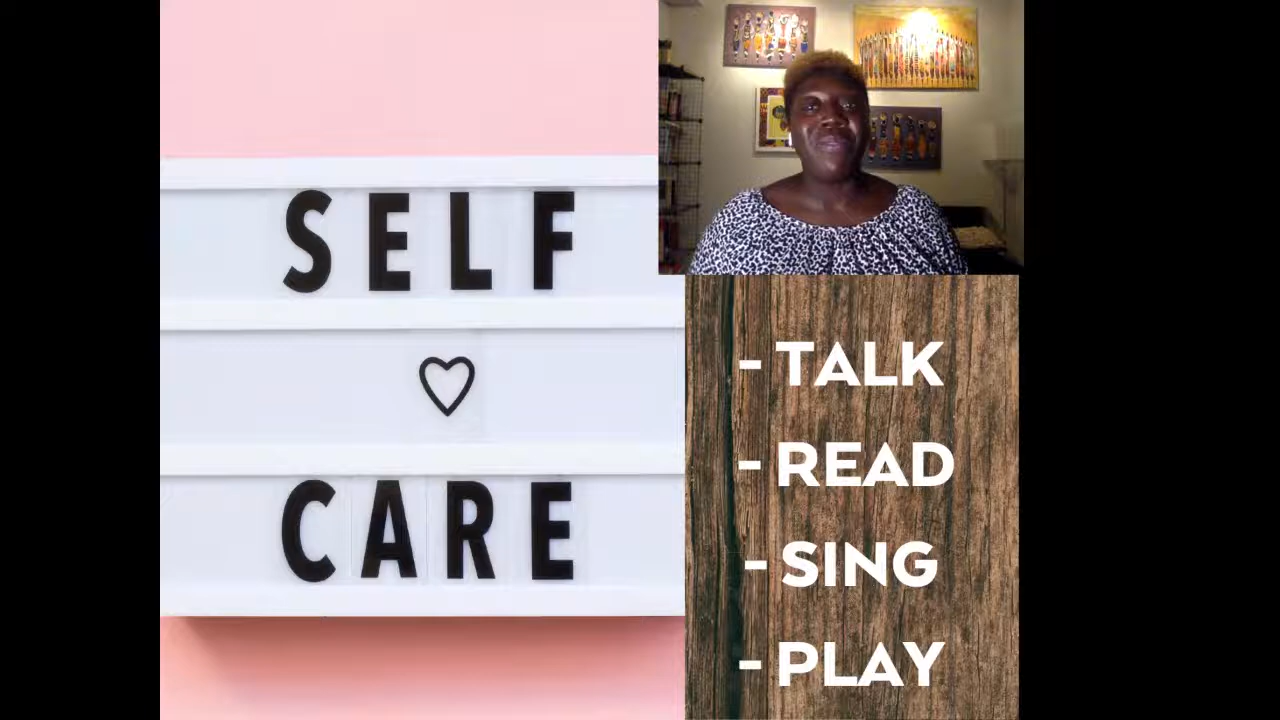 SELF
♡
CARE
- TALK
- READ
- SING
- PLAY